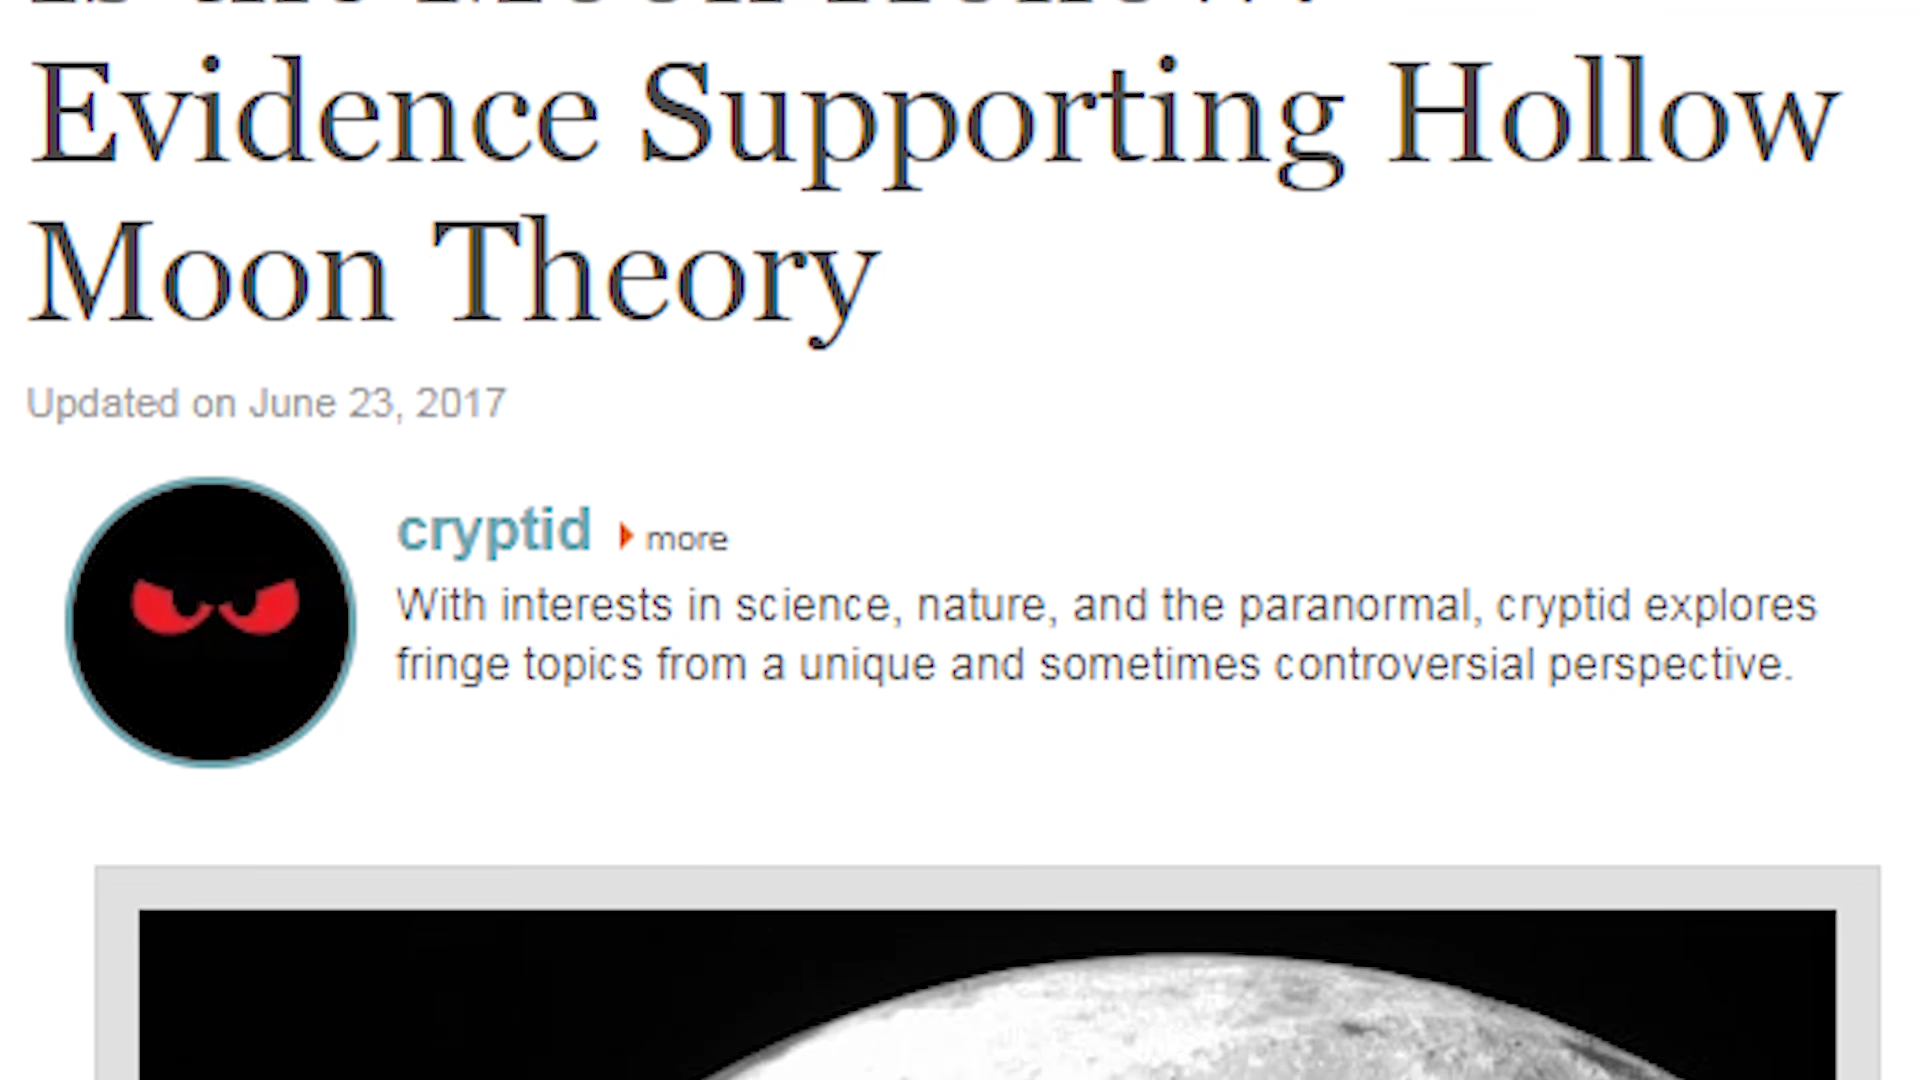 Evidence Supporting Hollow
Moon Theory
Updated on June 23, 2017
cryptid more
With interests in science, nature, and the paranormal, cryptid explores
fringe topics from a unique and sometimes controversial perspective.